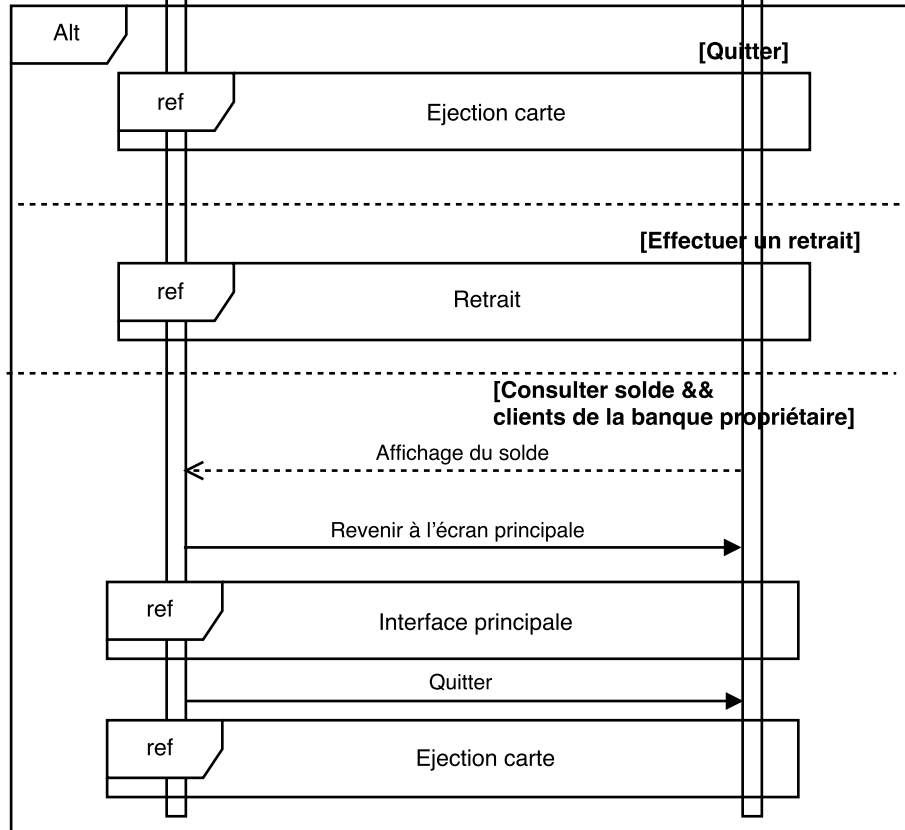 Alt
[Quitter]
ref
Ejection carte
[Effectuer un retrait]
ref
Retrait
[Consulter solde &&
clients de la banque propriétaire]
Affichage du solde
Revenir à l'écran principale
ref
Interface principale
Quitter
ref
Ejection carte